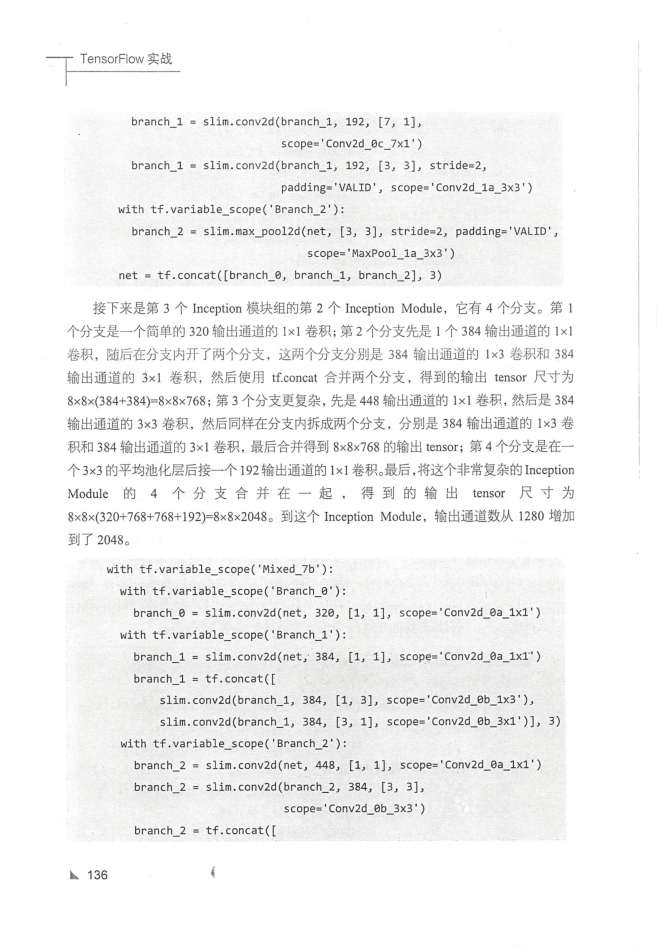 TensorFlow 实战
branch_1 = slim.conv2d(branch_1, 192, [7, 1],
scope='Conv2d_0c_7x1')
branch_1 = slim.conv2d(branch_1, 192, [3, 3], stride=2,
padding='VALID', scope='Conv2d_1a_3x3')
with tf.variable_scope('Branch_2'):
branch_2 = slim.max_pool2d(net, [3, 3], stride=2, padding='VALID',
scope='MaxPool_1a_3x3')
net = tf.concat([branch_0, branch_1, branch_2], 3)
接下来是第 3 个 Inception 模块组的第 2 个 Inception Module，它有 4 个分支。第 1
个分支是一个简单的 320 输出通道的 1×1 卷积；第 2 个分支先是 1 个 384 输出通道的 1×1
卷积，随后在分支内开了两个分支，这两个分支分别是 384 输出通道的 1×3 卷积和 384
输出通道的 3×1 卷积，然后使用 tf.concat 合并两个分支，得到的输出 tensor 尺寸为
8×8×(384+384)=8×8×768；第 3 个分支更复杂，先是 448 输出通道的 1×1 卷积，然后是 384
输出通道的 3×3 卷积，然后同样在分支内拆成两个分支，分别是 384 输出通道的 1×3 卷
积和 384 输出通道的 3×1 卷积，最后合并得到 8×8×768 的输出 tensor；第 4 个分支是在一
个 3×3 的平均池化层后接一个 192 输出通道的 1×1 卷积。最后，将这个非常复杂的 Inception
Module 的 4 个分支合并在一起，得到的输出 tensor 尺寸为
8×8×(320+768+768+192)=8×8×2048。到这个 Inception Module，输出通道数从 1280 增加
到了 2048。
with tf.variable_scope('Mixed_7b'):
with tf.variable_scope('Branch_0'):
branch_0 = slim.conv2d(net, 320, [1, 1], scope='Conv2d_0a_1x1')
with tf.variable_scope('Branch_1'):
branch_1 = slim.conv2d(net, 384, [1, 1], scope='Conv2d_0a_1x1')
branch_1 = tf.concat([
slim.conv2d(branch_1, 384, [1, 3], scope='Conv2d_0b_1x3'),
slim.conv2d(branch_1, 384, [3, 1], scope='Conv2d_0b_3x1')], 3)
with tf.variable_scope('Branch_2'):
branch_2 = slim.conv2d(net, 448, [1, 1], scope='Conv2d_0a_1x1')
branch_2 = slim.conv2d(branch_2, 384, [3, 3],
scope='Conv2d_0b_3x3')
branch_2 = tf.concat([
136